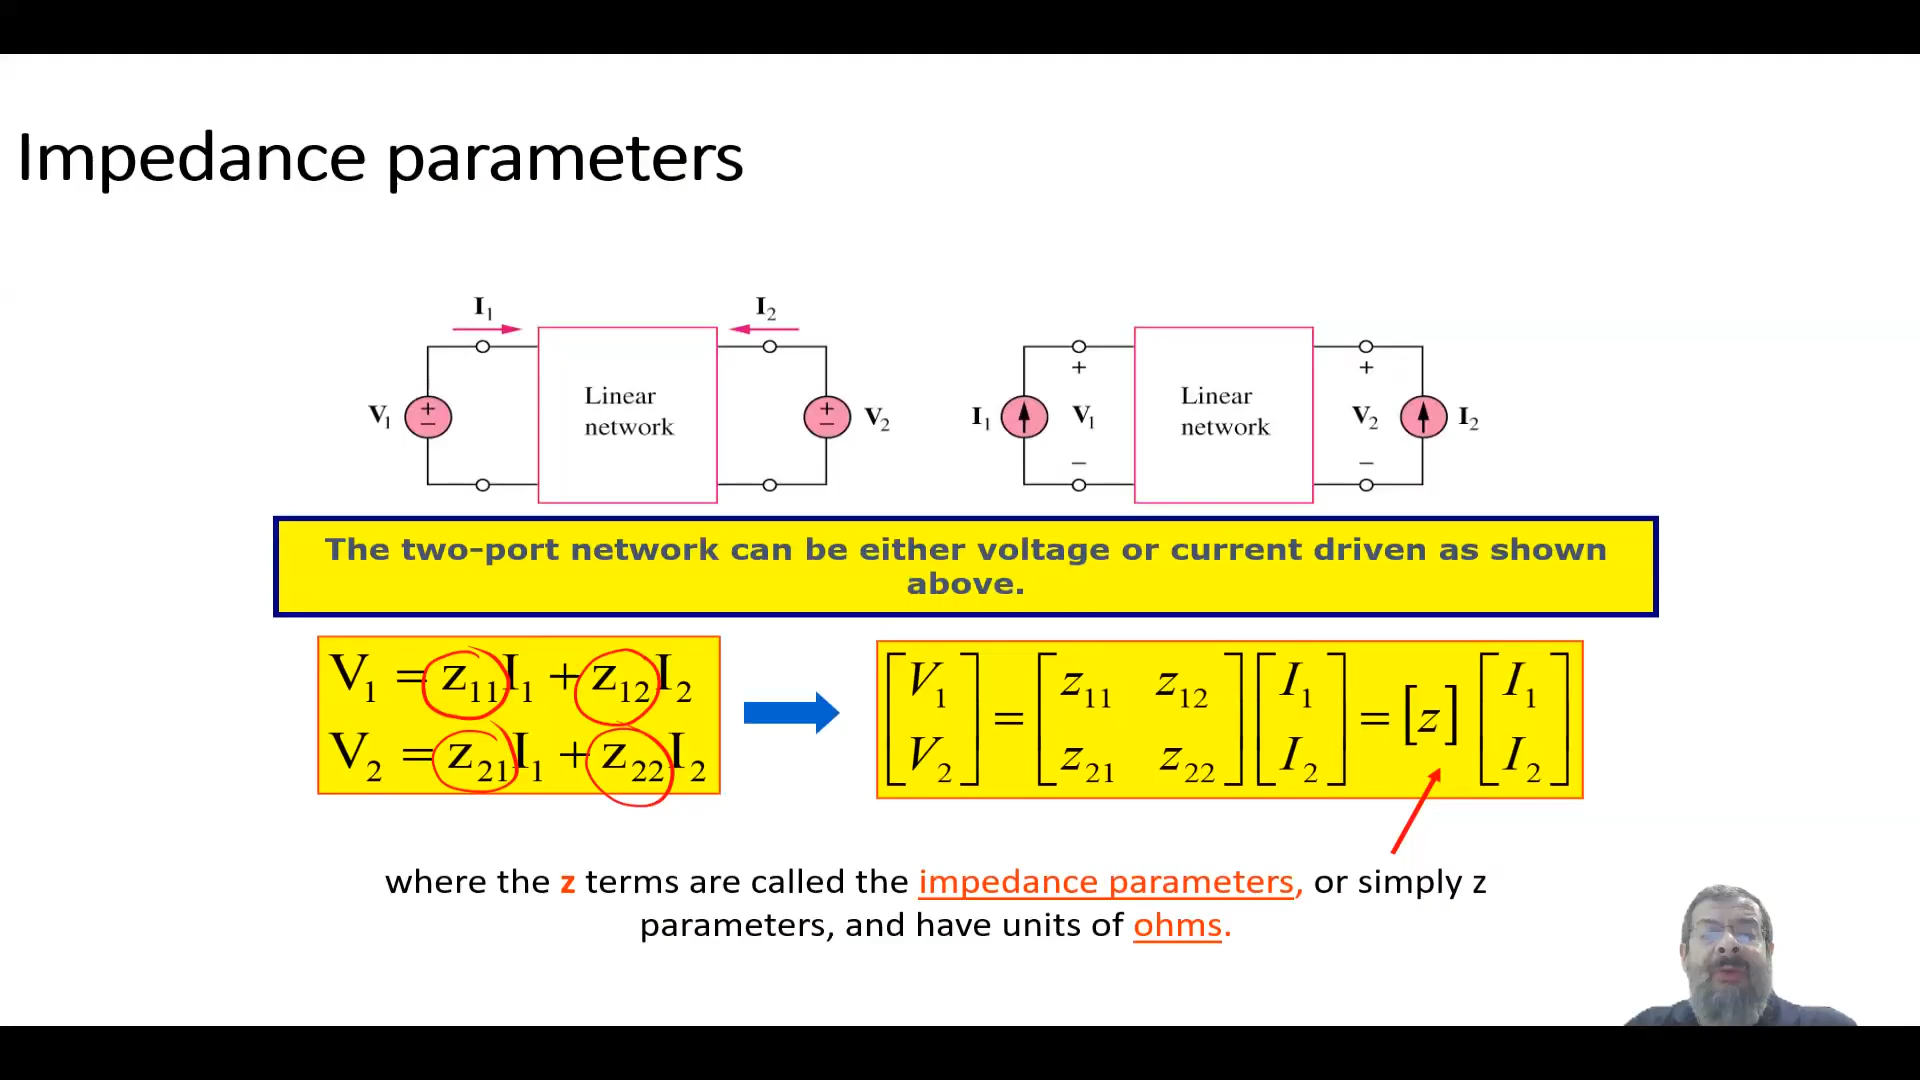 Impedance parameters
I1 I2
V1 + − Linear network + − V2
I1 + V1 − Linear network + V2 − I2
The two-port network can be either voltage or current driven as shown
above.
V1 = z11I1 + z12I2
V2 = z21I1 + z22I2
[V1 V2] = [z11 z12 z21 z22] [I1 I2] = [z] [I1 I2]
where the z terms are called the impedance parameters, or simply z
parameters, and have units of ohms.